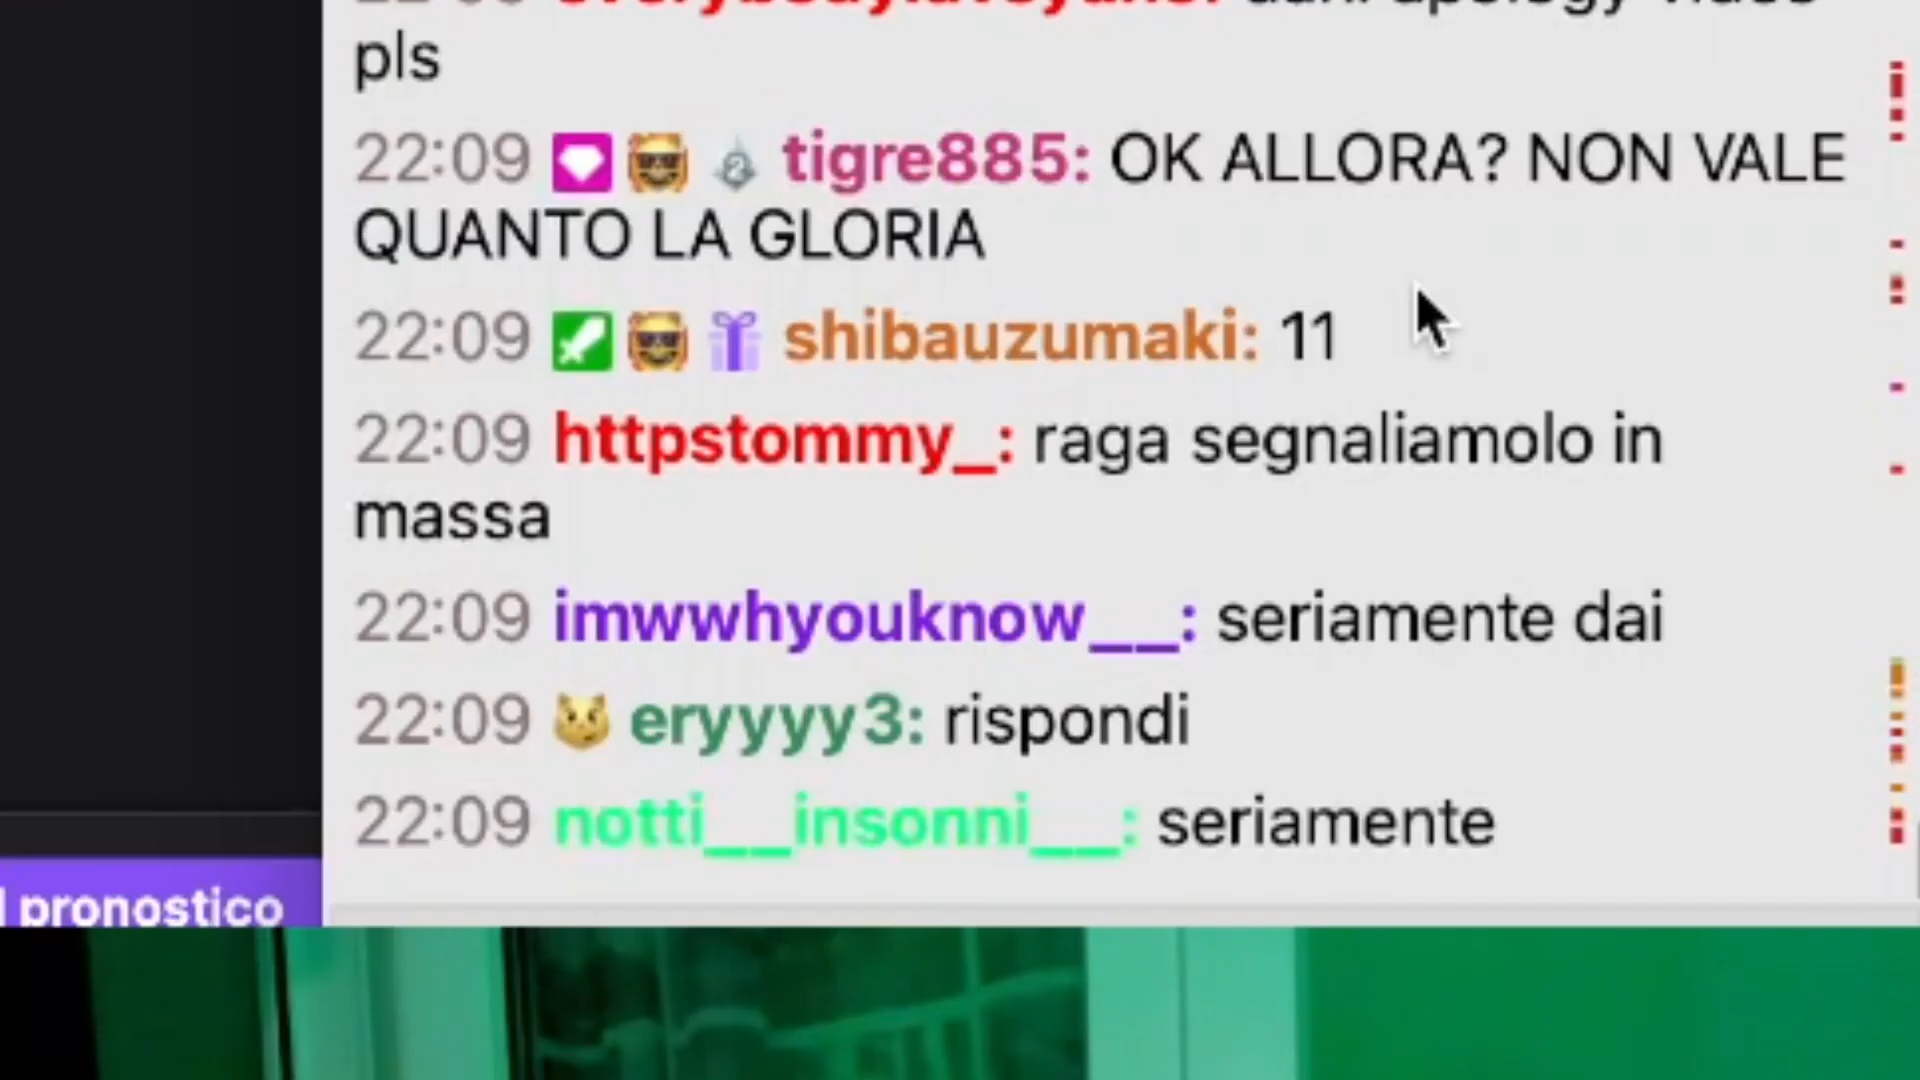 pls
22:09 tigre885: OK ALLORA? NON VALE
QUANTO LA GLORIA
22:09 shibauzumaki: 11
22:09 httpstommy_: raga segnaliamolo in
massa
22:09 imwwhyouknow__: seriamente dai
22:09 eryyyy3: rispondi
22:09 notti__insonni__: seriamente
pronostico